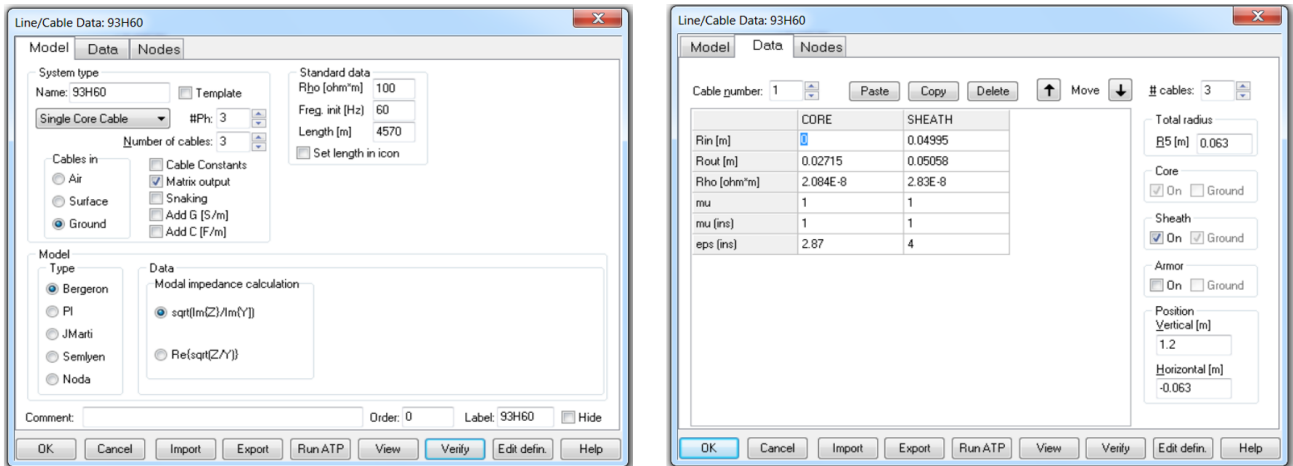 Line/Cable Data: 93H60
Model Data Nodes
System type
Name: 93H60 Template
Single Core Cable #Ph: 3
Number of cables: 3
Cables in
Air
Surface
Ground
Cable Constants
Matrix output
Snaking
Add G [S/m]
Add C [F/m]
Standard data
Rho [ohm*m] 100
Freq. init [Hz] 60
Length [m] 4570
Set length in icon
Model
Type
Bergeron
PI
JMarti
Semlyen
Noda
Data
Modal impedance calculation
sqrt(Im{Z}/Im{Y})
Re{sqrt(Z/Y)}
Comment: Order: 0 Label: 93H60 Hide
OK Cancel Import Export Run ATP View Verify Edit defin. Help
Line/Cable Data: 93H60
Model Data Nodes
Cable number: 1 Paste Copy Delete Move # cables: 3
CORE SHEATH
Rin [m] 0 0.04995
Rout [m] 0.02715 0.05058
Rho [ohm*m] 2.084E-8 2.83E-8
mu 1 1
mu (ins) 1 1
eps (ins) 2.87 4
Total radius
R5 [m] 0.063
Core
On Ground
Sheath
On Ground
Armor
On Ground
Position
Vertical [m]
1.2
Horizontal [m]
-0.063
OK Cancel Import Export Run ATP View Verify Edit defin. Help